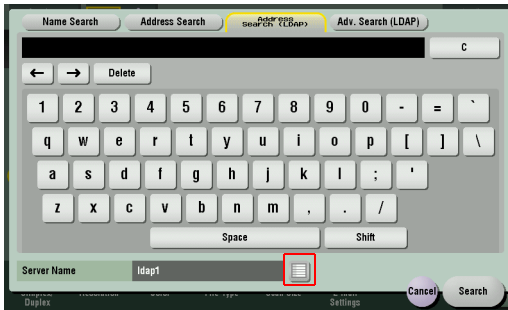 Name Search Address Search Address Search (LDAP) Adv. Search (LDAP)
C
← → Delete
1 2 3 4 5 6 7 8 9 0 - = `
q w e r t y u i o p [ ] \
a s d f g h j k l ; '
z x c v b n m , . /
Space Shift
Server Name ldap1
Cancel Search
Duplex Settings